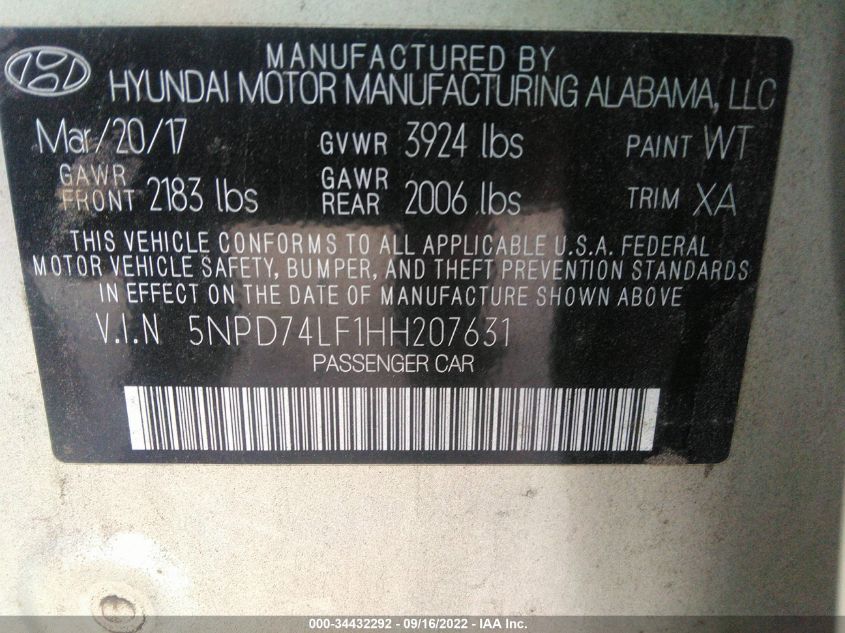 MANUFACTURED BY
HYUNDAI MOTOR MANUFACTURING ALABAMA, LLC
Mar/20/17 GVWR 3924 lbs PAINT WT
GAWR FRONT 2183 lbs GAWR REAR 2006 lbs TRIM XA
THIS VEHICLE CONFORMS TO ALL APPLICABLE U.S.A. FEDERAL
MOTOR VEHICLE SAFETY, BUMPER, AND THEFT PREVENTION STANDARDS
IN EFFECT ON THE DATE OF MANUFACTURE SHOWN ABOVE
V.I.N 5NPD74LF1HH207631
PASSENGER CAR
000-34432292 - 09/16/2022 - IAA Inc.